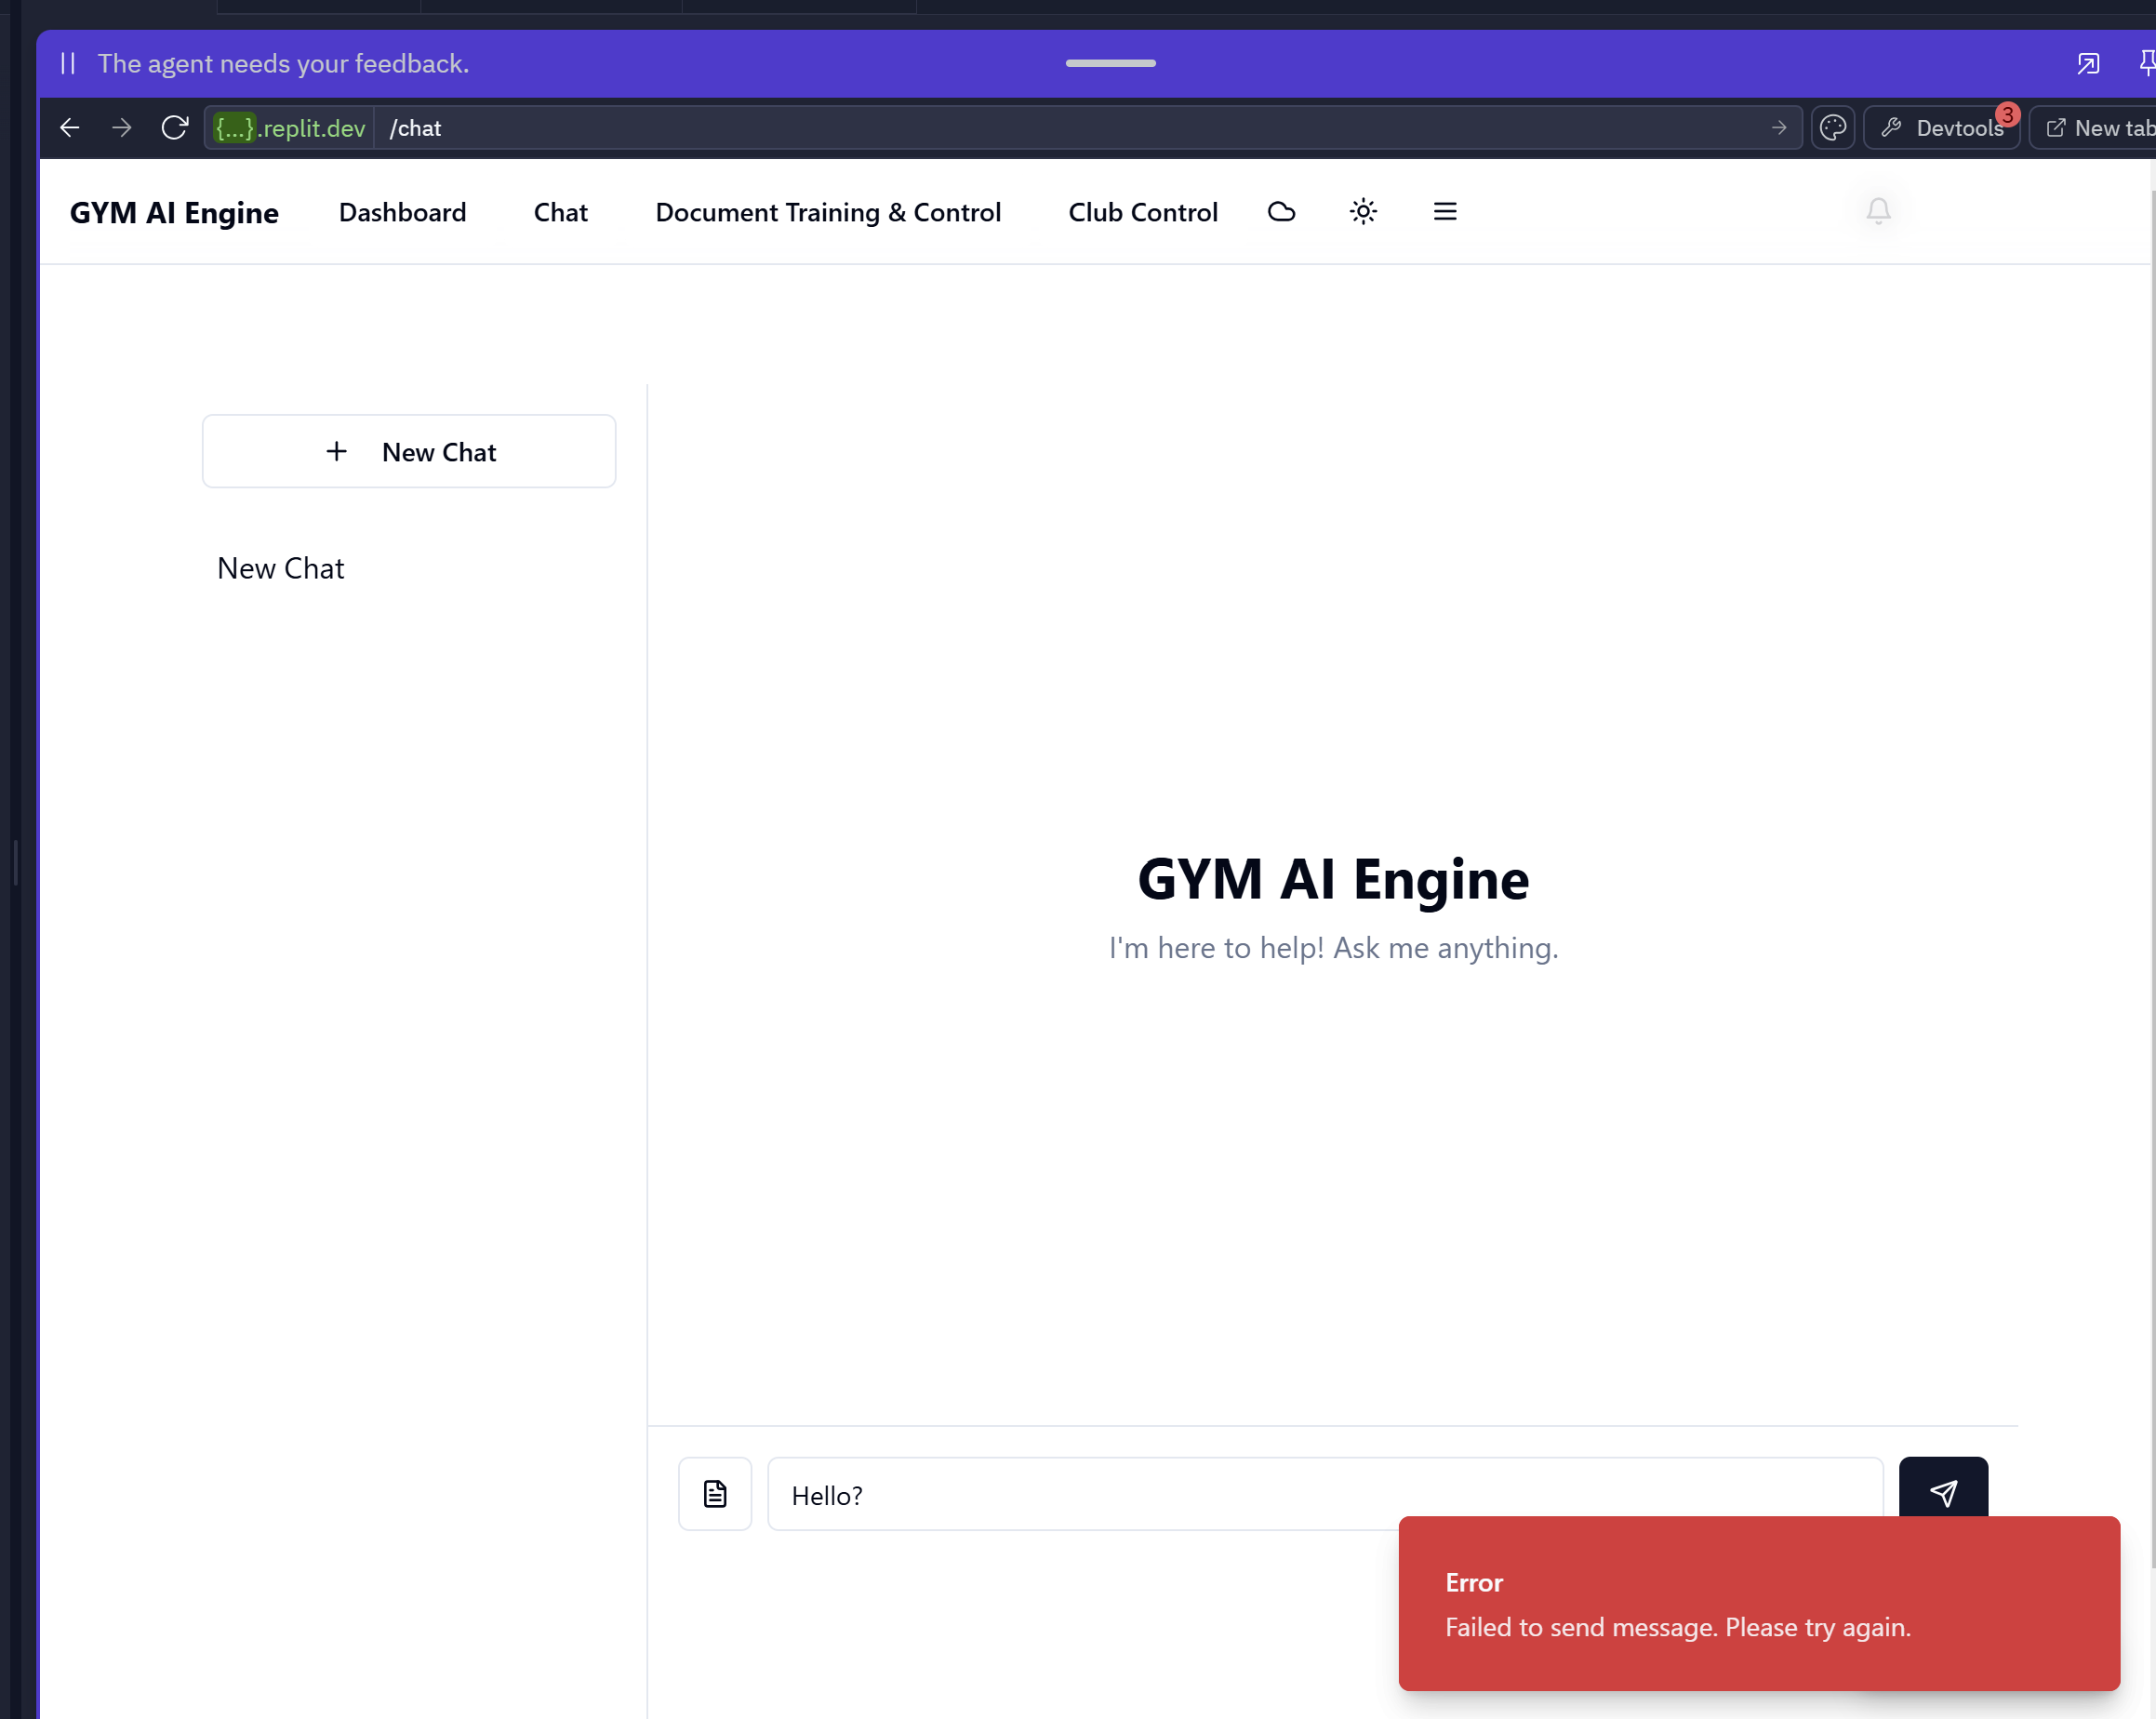 The agent needs your feedback.
{...}.replit.dev /chat
Devtools 3
New tab
GYM AI Engine Dashboard Chat Document Training & Control Club Control
New Chat
New Chat
GYM AI Engine
I'm here to help! Ask me anything.
Hello?
Error
Failed to send message. Please try again.